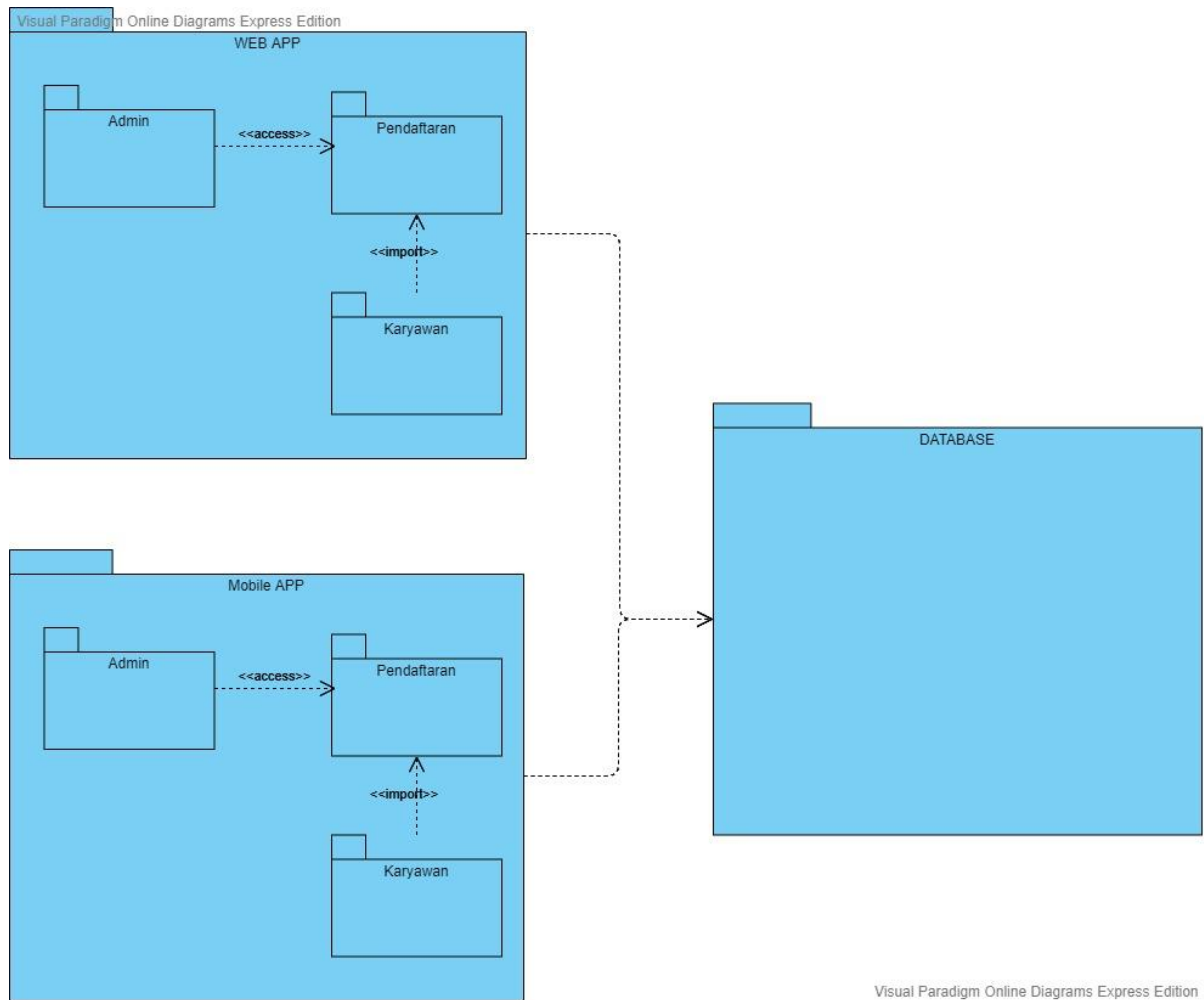 Visual Paradigm Online Diagrams Express Edition
WEB APP
Admin
<<access>>
Pendaftaran
<<import>>
Karyawan
DATABASE
Mobile APP
Admin
<<access>>
Pendaftaran
<<import>>
Karyawan
Visual Paradigm Online Diagrams Express Edition